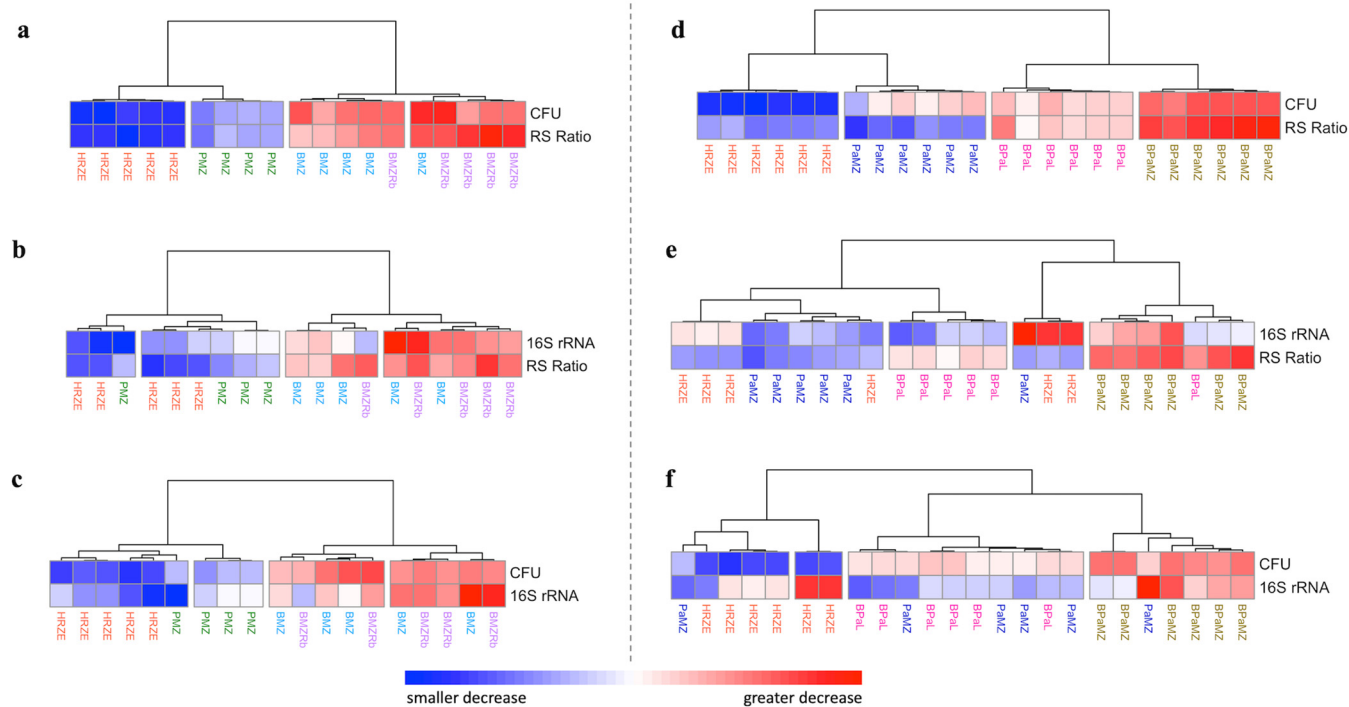 a
CFU
RS Ratio
HRZE HRZE HRZE HRZE HRZE PMZ PMZ PMZ PMZ BMZ BMZ BMZ BMZ BMZRb BMZ BMZ BMZRb BMZRb BMZRb
b
16S rRNA
RS Ratio
HRZE HRZE PMZ HRZE HRZE HRZE PMZ PMZ PMZ BMZ BMZ BMZ BMZRb BMZ BMZRb BMZ BMZRb BMZRb BMZRb
c
CFU
16S rRNA
HRZE HRZE HRZE HRZE HRZE PMZ PMZ PMZ PMZ BMZ BMZRb BMZ BMZ BMZRb BMZ BMZRb BMZRb BMZ BMZRb
d
CFU
RS Ratio
HRZE HRZE HRZE HRZE HRZE HRZE PaMZ PaMZ PaMZ PaMZ PaMZ PaMZ BPaL BPaL BPaL BPaL BPaL BPaL BPaMZ BPaMZ BPaMZ BPaMZ BPaMZ BPaMZ
e
16S rRNA
RS Ratio
HRZE HRZE HRZE PaMZ PaMZ PaMZ PaMZ PaMZ HRZE BPaL BPaL BPaL BPaL BPaL PaMZ HRZE HRZE BPaMZ BPaMZ BPaMZ BPaMZ BPaL BPaMZ BPaMZ
f
CFU
16S rRNA
PaMZ HRZE HRZE HRZE HRZE HRZE HRZE BPaL BPaL PaMZ BPaL BPaL BPaL PaMZ PaMZ BPaL PaMZ BPaMZ BPaMZ PaMZ BPaMZ BPaMZ BPaMZ BPaMZ
smaller decrease
greater decrease